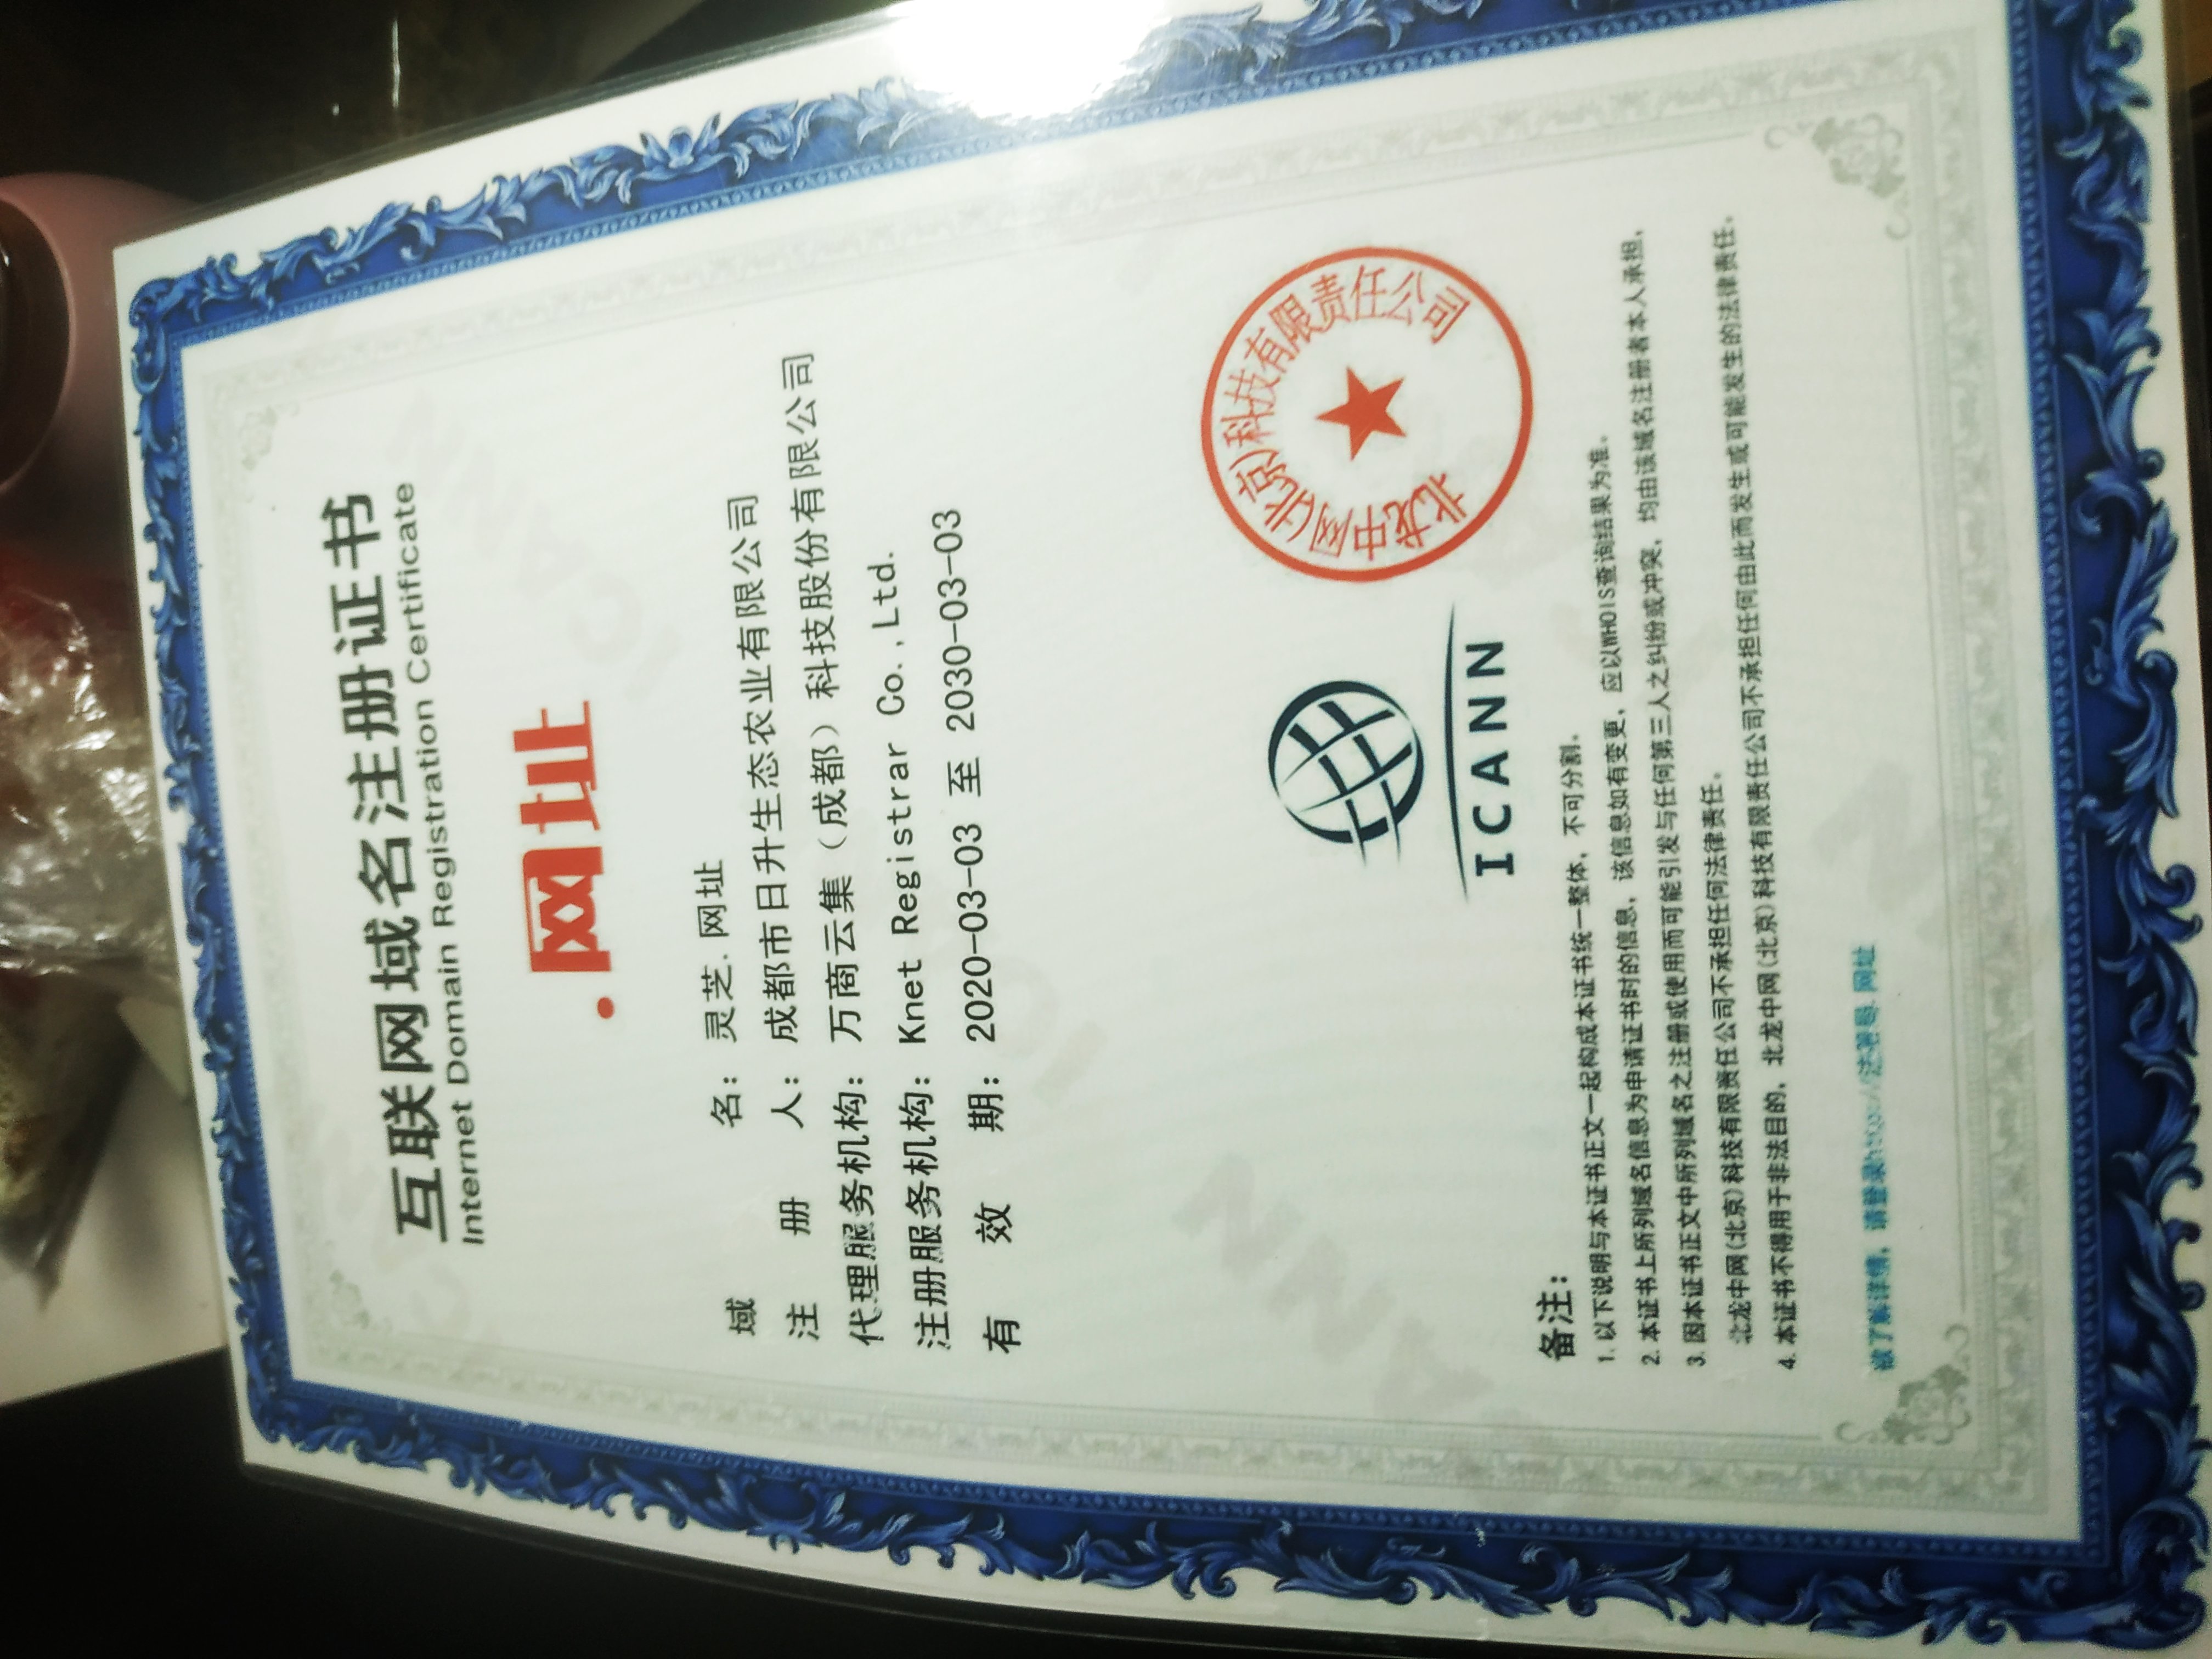 互联网域名注册证书
Internet Domain Registration Certificate
.网址
域名：灵芝.网址
注册人：成都市日升生态农业有限公司
代理服务机构：万商云集（成都）科技股份有限公司
注册服务机构：Knet Registrar Co.,Ltd.
有效期：2020-03-03 至 2030-03-03
北龙中网(北京)科技有限责任公司
ICANN
备注：
1. 以下说明与本证书正文一起构成本证书统一整体，不可分割。
2. 本证书上所列域名信息为申请证书时的信息，该信息如有变更，应以WHOIS查询结果为准。
3. 因本证书正文中所列域名之注册或使用而可能引发与任何第三人之纠纷或冲突，均由该域名注册者本人承担，
北龙中网(北京)科技有限责任公司不承担任何法律责任。
4. 本证书不得用于非法目的，北龙中网(北京)科技有限责任公司不承担任何由此而发生或可能发生的法律责任。
欲了解详情，请登录http://
网址